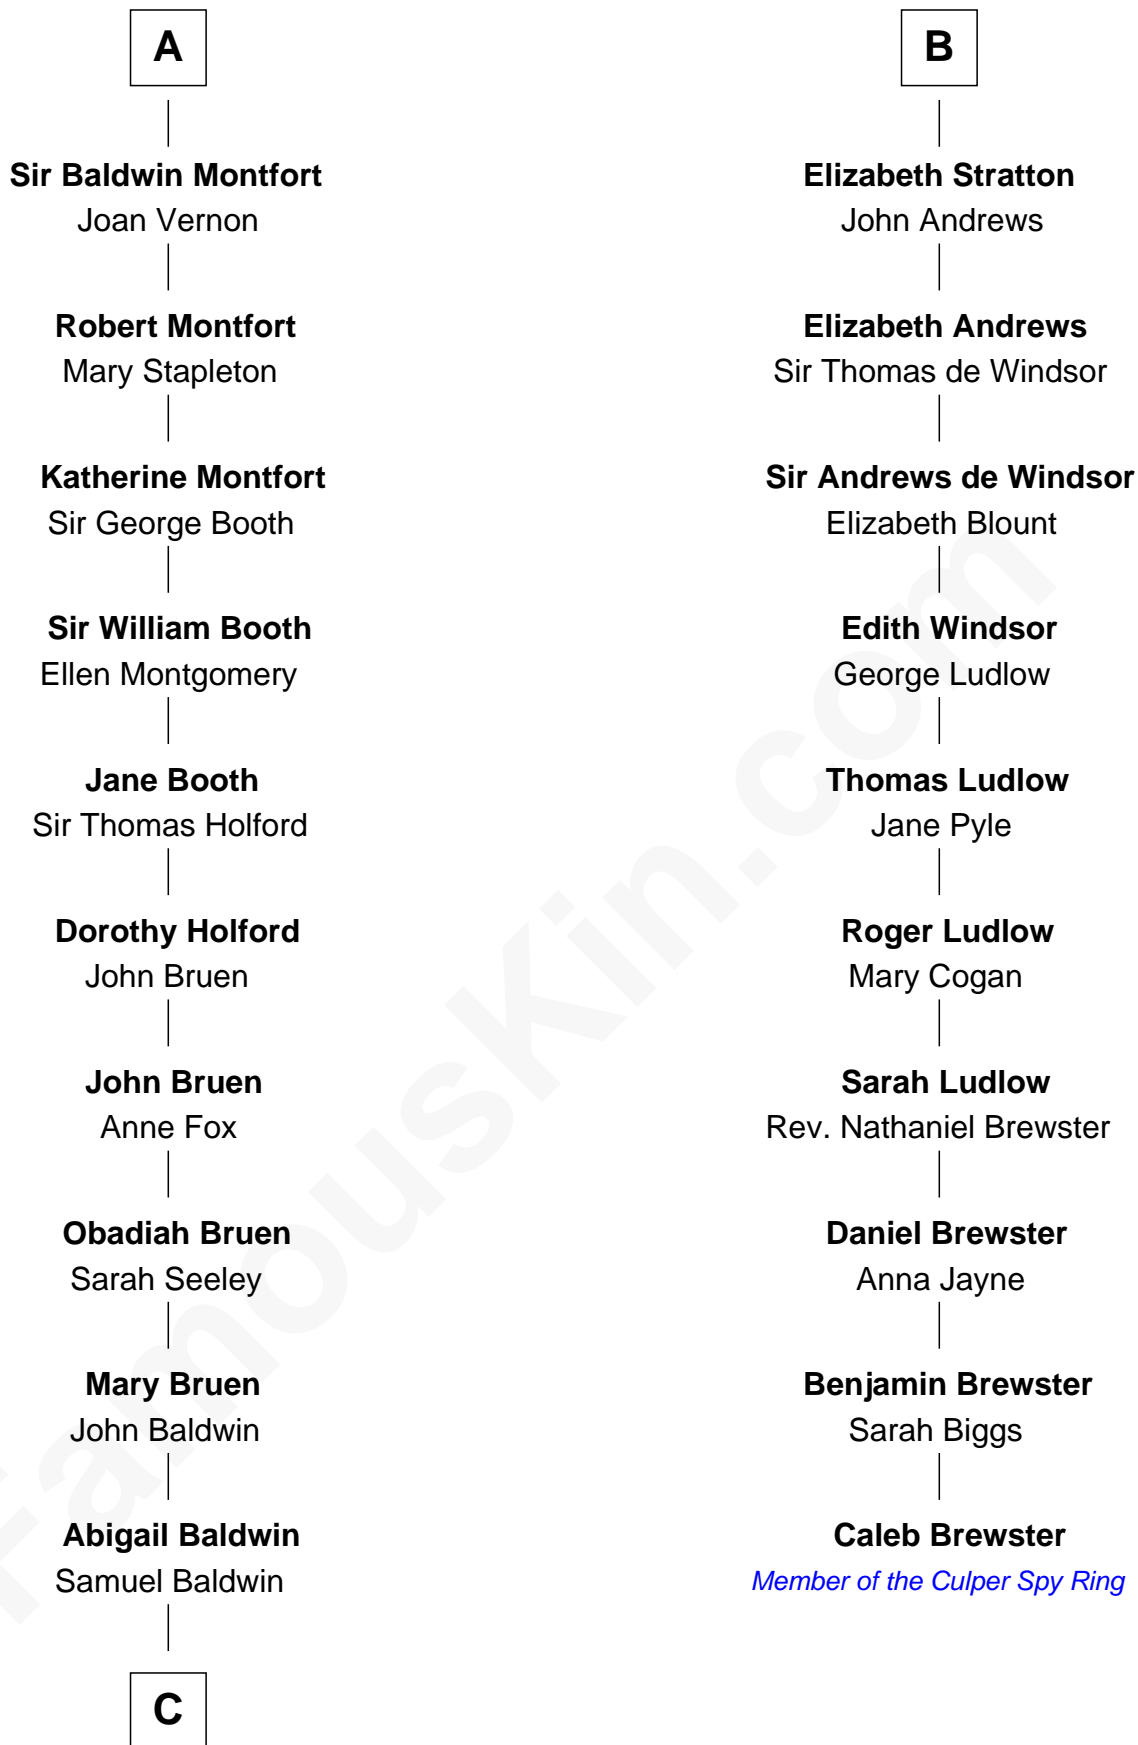 A
Sir Baldwin Montfort
Joan Vernon
Robert Montfort
Mary Stapleton
Katherine Montfort
Sir George Booth
Sir William Booth
Ellen Montgomery
Jane Booth
Sir Thomas Holford
Dorothy Holford
John Bruen
John Bruen
Anne Fox
Obadiah Bruen
Sarah Seeley
Mary Bruen
John Baldwin
Abigail Baldwin
Samuel Baldwin
C
B
Elizabeth Stratton
John Andrews
Elizabeth Andrews
Sir Thomas de Windsor
Sir Andrews de Windsor
Elizabeth Blount
Edith Windsor
George Ludlow
Thomas Ludlow
Jane Pyle
Roger Ludlow
Mary Cogan
Sarah Ludlow
Rev. Nathaniel Brewster
Daniel Brewster
Anna Jayne
Benjamin Brewster
Sarah Biggs
Caleb Brewster
Member of the Culper Spy Ring
FamousKin.com